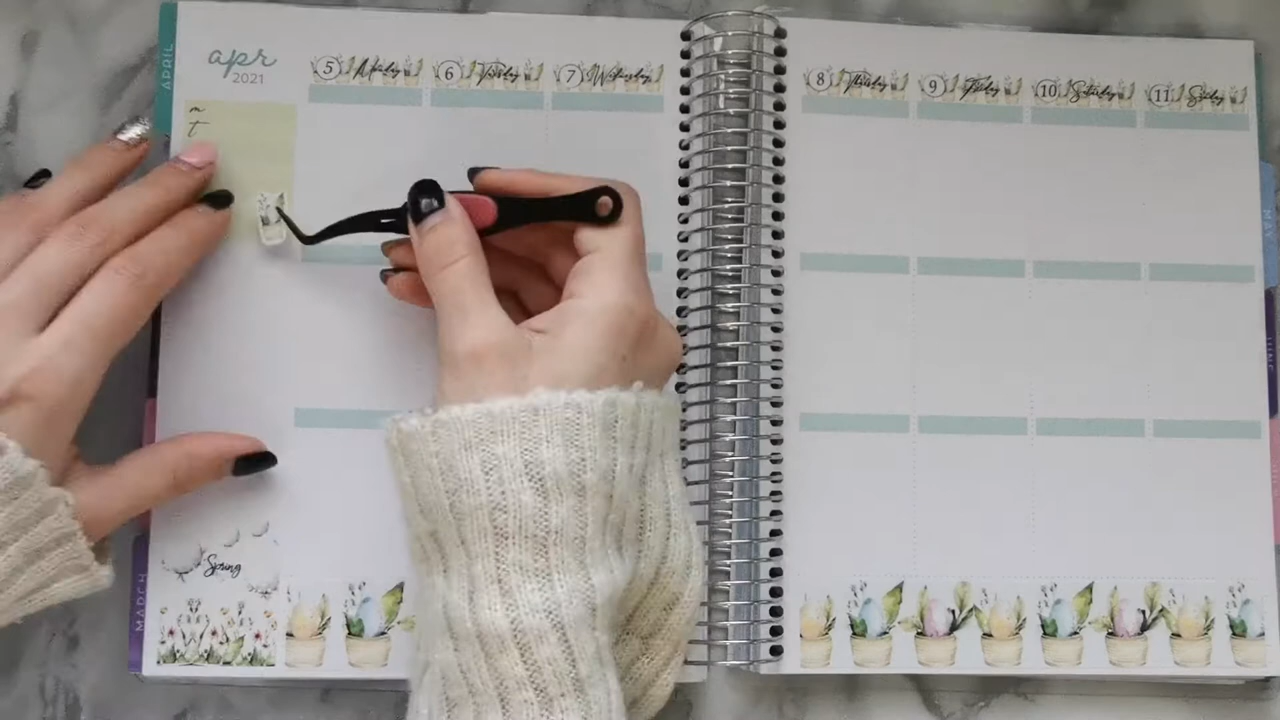 APRIL
apr
2021
5 Monday 6 Tuesday 7 Wednesday
8 Thursday 9 Friday 10 Saturday 11 Sunday
m
t
MAY
JUNE
Spring
MARCH